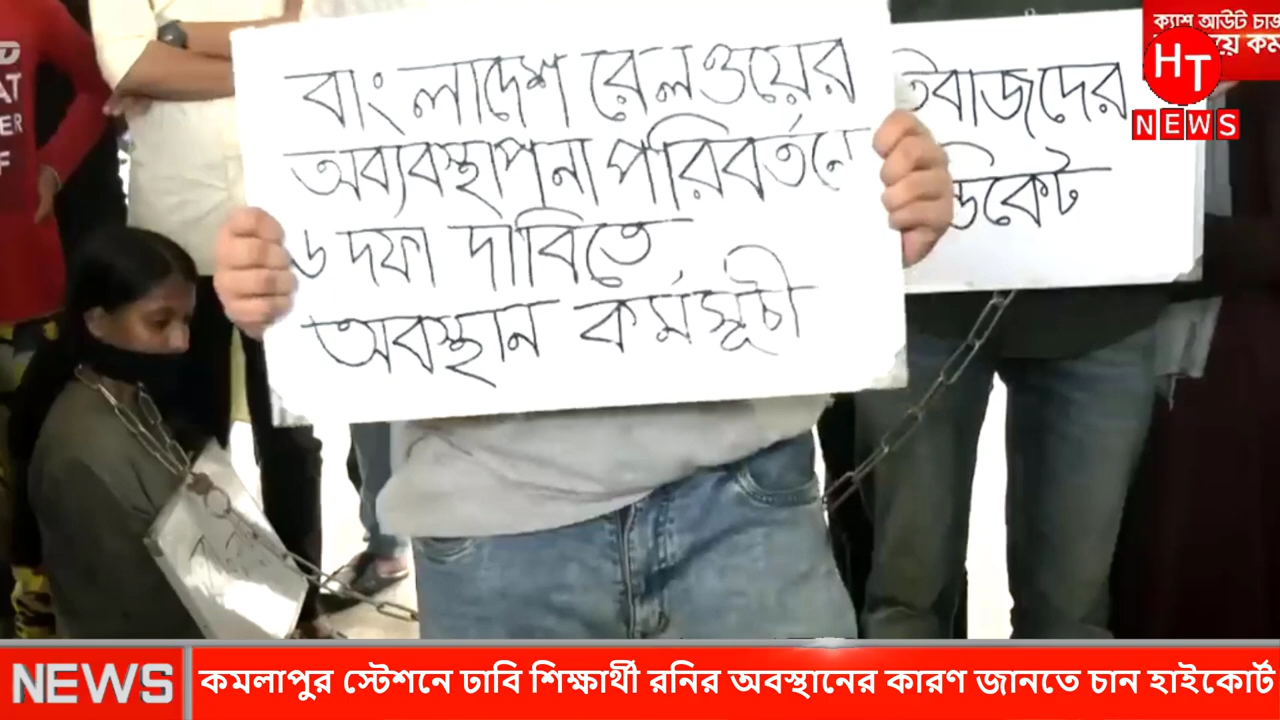 বাংলাদেশ রেলওয়ের
অব্যবস্থাপনা পরিবর্তনে
৬ দফা দাবিতে
অবস্থান কর্মসূচী
টবাজদের
ন্ডিকেট
ক্যাশ আউট চার্জ
HT
NEWS
NEWS
কমলাপুর স্টেশনে ঢাবি শিক্ষার্থী রনির অবস্থানের কারণ জানতে চান হাইকোর্ট